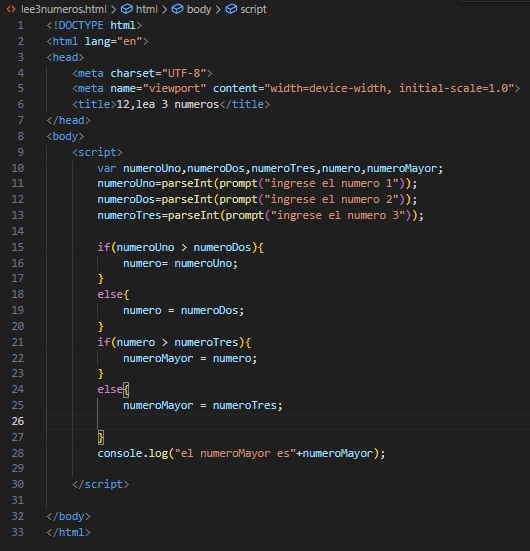 lee3numeros.html > html > body > script
1 <!DOCTYPE html>
2 <html lang="en">
3 <head>
4 <meta charset="UTF-8">
5 <meta name="viewport" content="width=device-width, initial-scale=1.0">
6 <title>12,lea 3 numeros</title>
7 </head>
8 <body>
9 <script>
10 var numeroUno,numeroDos,numeroTres,numero,numeroMayor;
11 numeroUno=parseInt(prompt("ingrese el numero 1"));
12 numeroDos=parseInt(prompt("ingrese el numero 2"));
13 numeroTres=parseInt(prompt("ingrese el numero 3"));
14
15 if(numeroUno > numeroDos){
16 numero= numeroUno;
17 }
18 else{
19 numero = numeroDos;
20 }
21 if(numero > numeroTres){
22 numeroMayor = numero;
23 }
24 else{
25 numeroMayor = numeroTres;
26
27 }
28 console.log("el numeroMayor es"+numeroMayor);
29
30 </script>
31
32 </body>
33 </html>